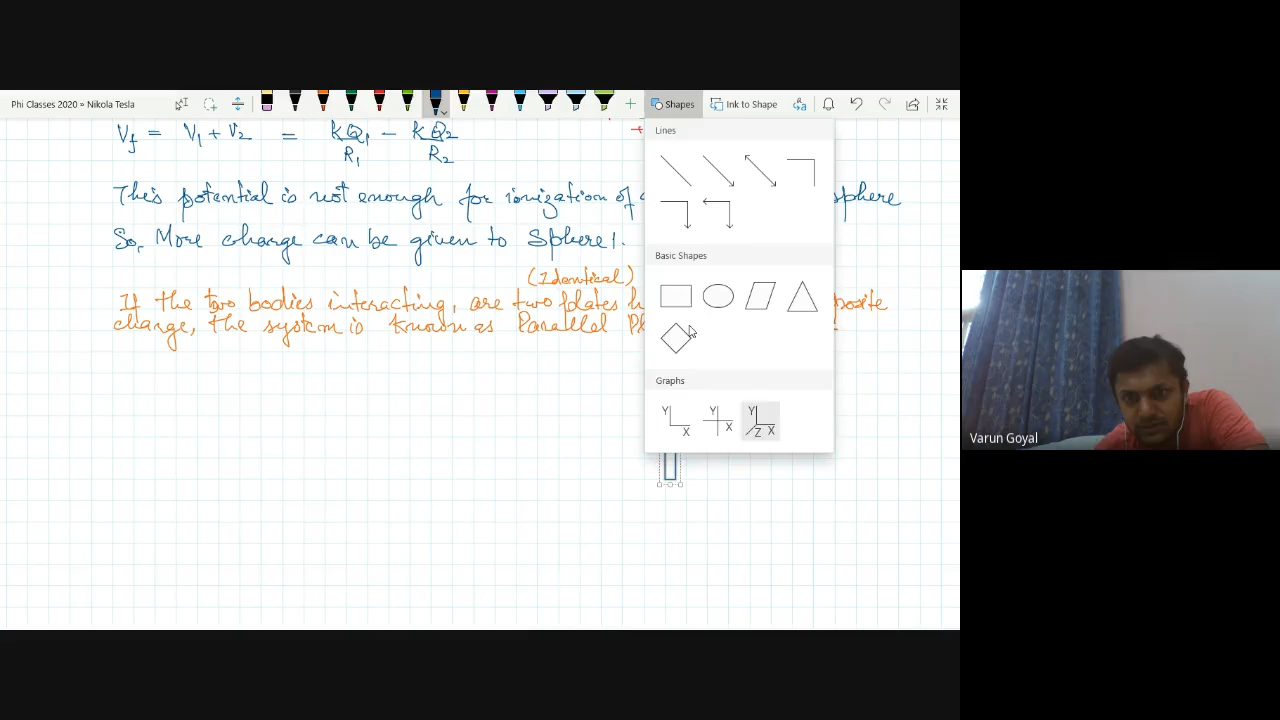 Phi Classes 2020 » Nikola Tesla
Shapes
Ink to Shape
Lines
Basic Shapes
Graphs
Y
X
Y
X
Y
Z
X
Vf = V1 + V2 = KQ1 - KQ2
R1 R2
This potential is not enough for ionization of sphere
So, More charge can be given to Sphere 1.
(Identical)
If the two bodies interacting, are two plates
charge, the system is known as Parallel
Varun Goyal